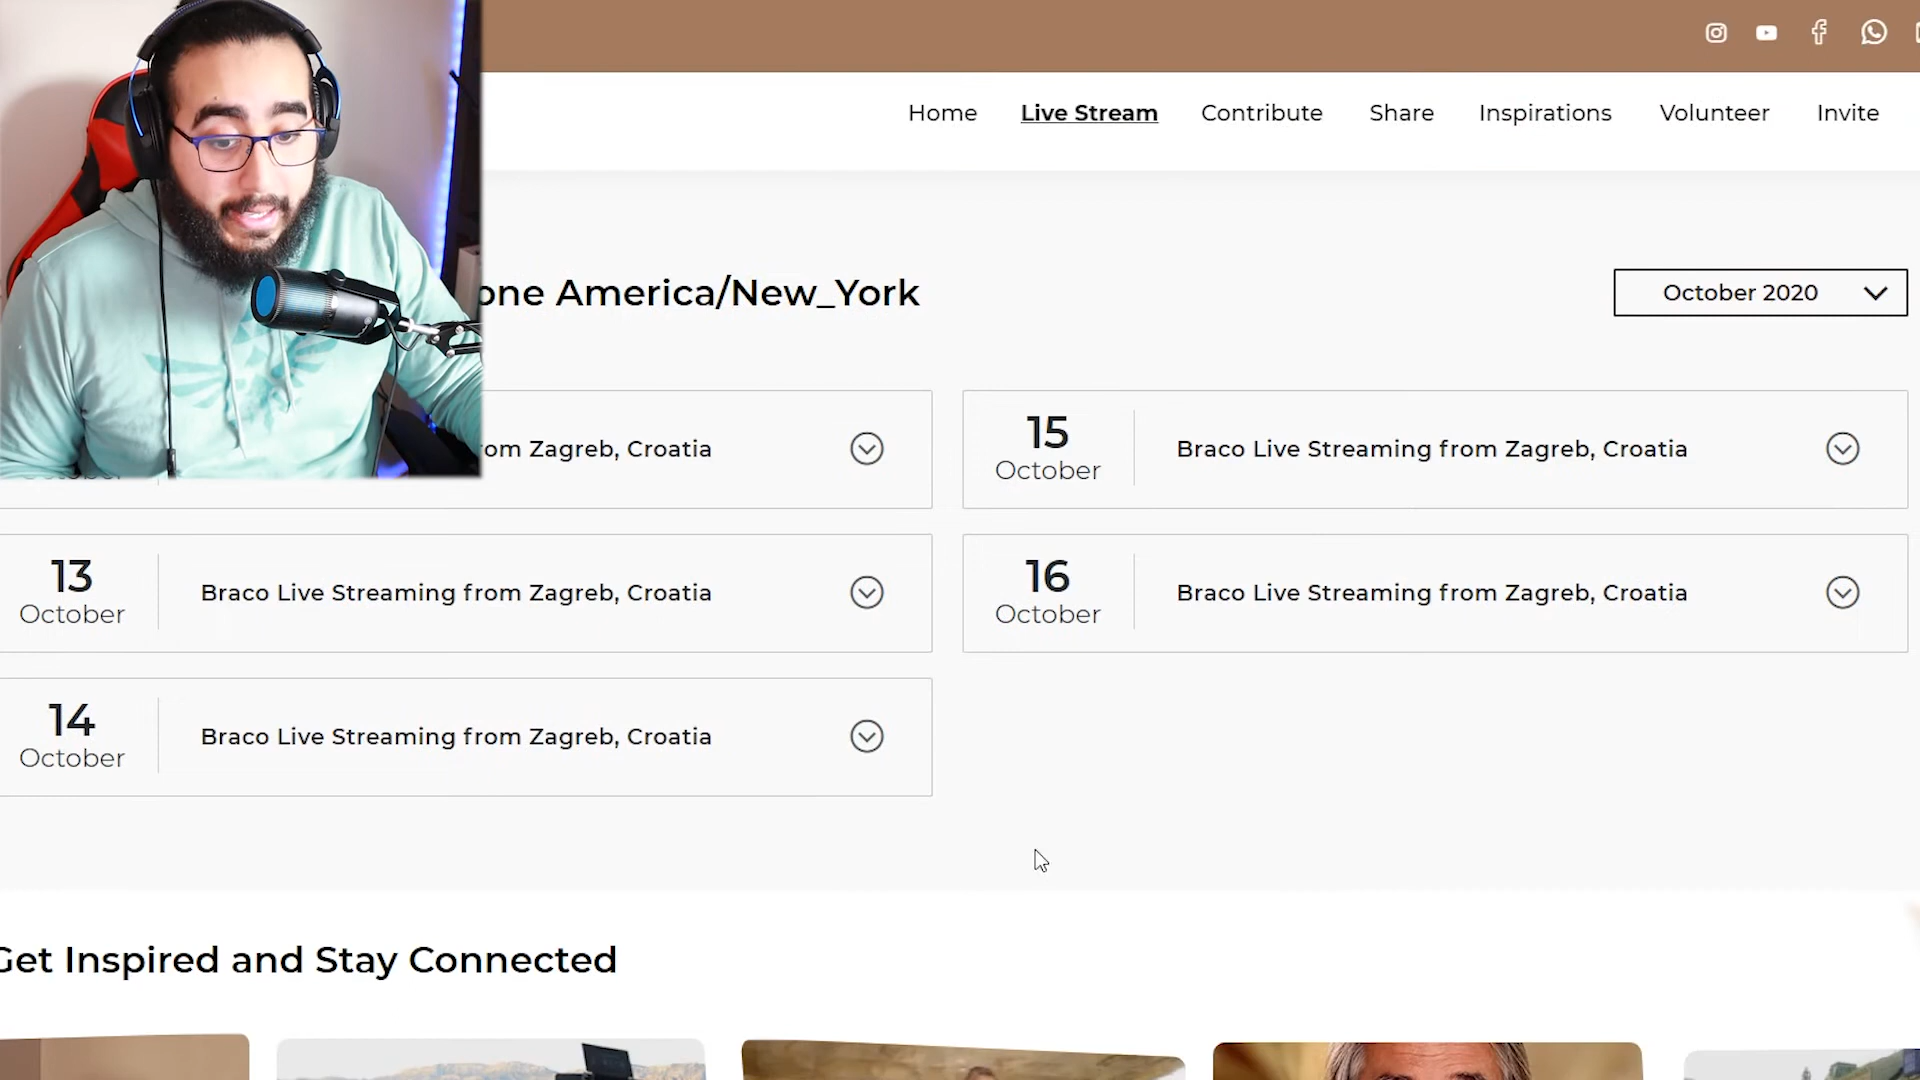 Home Live Stream Contribute Share Inspirations Volunteer Invite
one America/New_York
October 2020
om Zagreb, Croatia
15
October
Braco Live Streaming from Zagreb, Croatia
13
October
Braco Live Streaming from Zagreb, Croatia
16
October
Braco Live Streaming from Zagreb, Croatia
14
October
Braco Live Streaming from Zagreb, Croatia
Get Inspired and Stay Connected